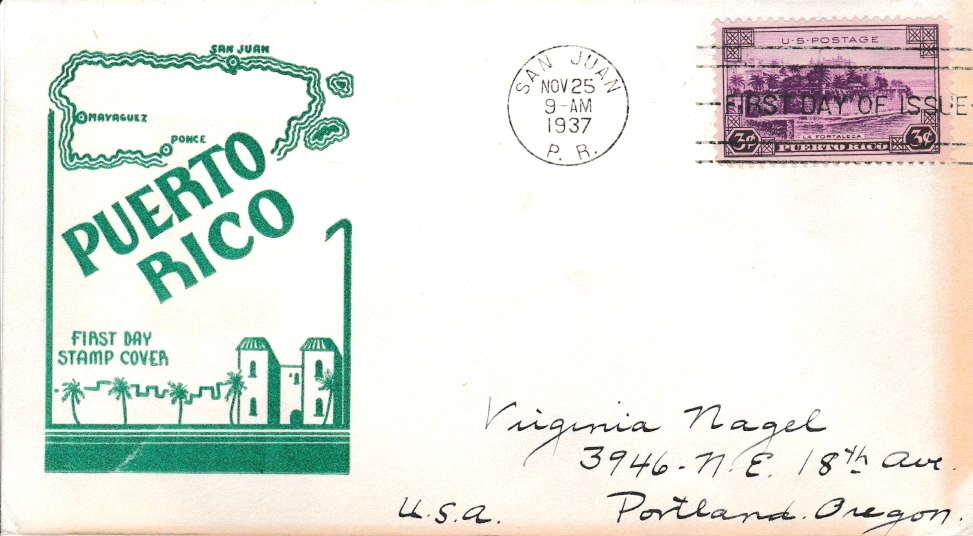 SAN JUAN
MAYAGUEZ
PONCE
PUERTO
RICO
FIRST DAY
STAMP COVER
SAN JUAN
NOV 25
9-AM
1937
P. R.
U·S·POSTAGE
FIRST DAY OF ISSUE
LA FORTALEZA
3¢ PUERTO RICO 3¢
Virginia Nagel
3946-N.E. 18th Ave.
Portland. Oregon.
U.S.A.